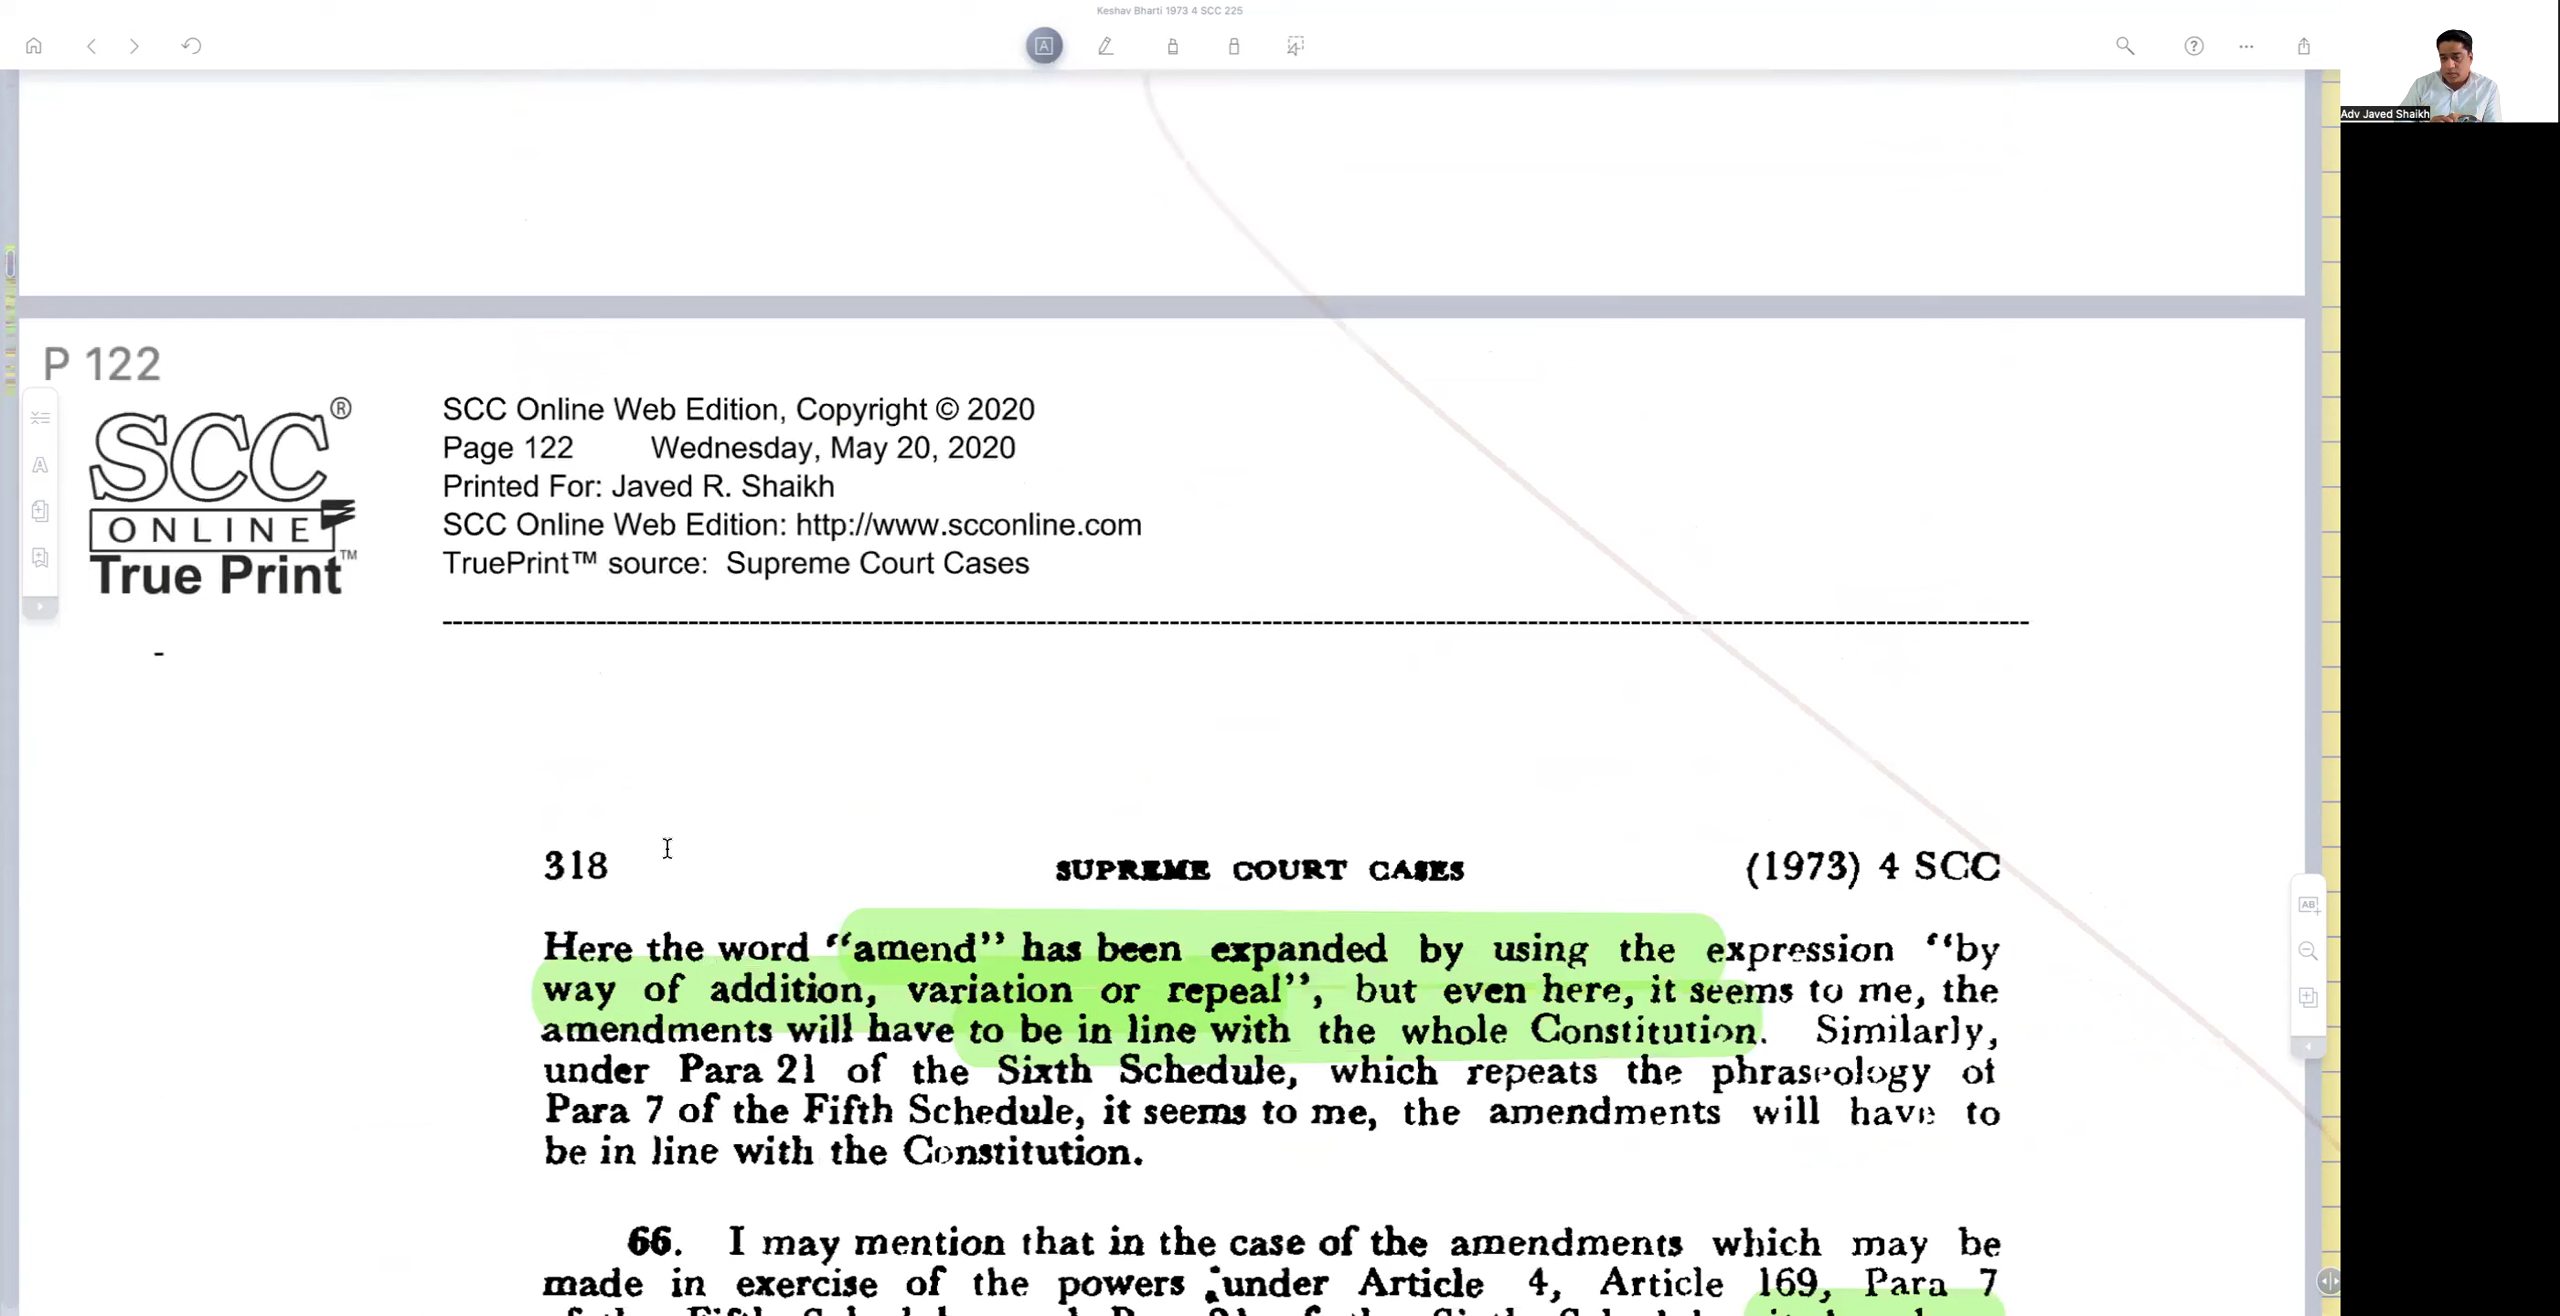 Keshav Bharti 1973 4 SCC 225
Adv Javed Shaikh
P 122
SCC®
ONLINE
True Print™
SCC Online Web Edition, Copyright © 2020
Page 122 Wednesday, May 20, 2020
Printed For: Javed R. Shaikh
SCC Online Web Edition: http://www.scconline.com
TruePrint™ source: Supreme Court Cases
318 SUPREME COURT CASES (1973) 4 SCC
Here the word “amend” has been expanded by using the expression “by
way of addition, variation or repeal”, but even here, it seems to me, the
amendments will have to be in line with the whole Constitution. Similarly,
under Para 21 of the Sixth Schedule, which repeats the phraseology of
Para 7 of the Fifth Schedule, it seems to me, the amendments will have to
be in line with the Constitution.
66. I may mention that in the case of the amendments which may be
made in exercise of the powers under Article 4, Article 169, Para 7